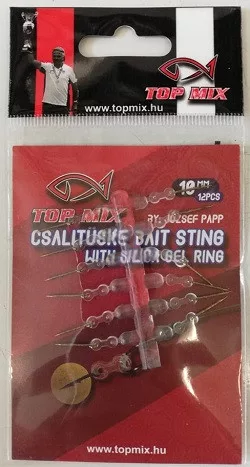 TOP MIX
www.topmix.hu
10 MM
12PCS
TOP MIX
BY: JÓZSEF PAPP
CSALITÜSKE BAIT STING
WITH SILICA GEL RING
www.topmix.hu